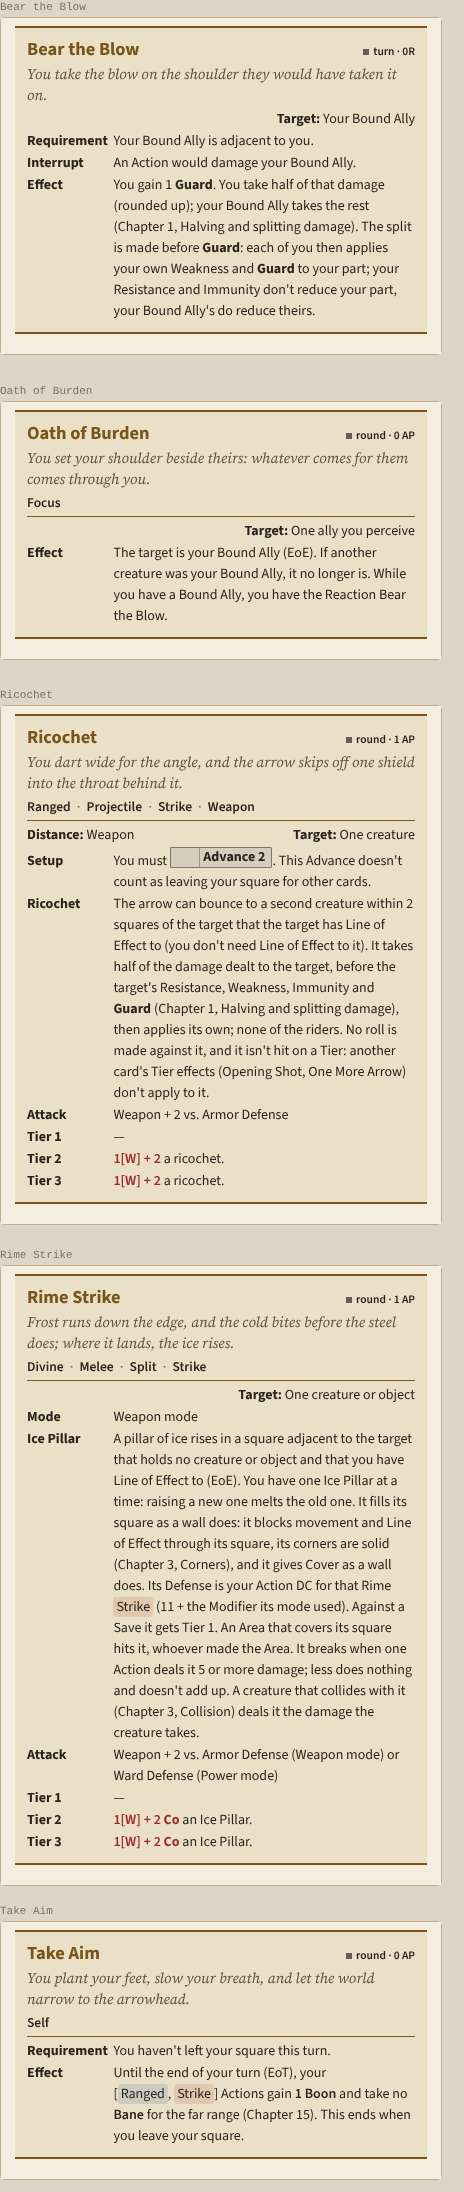 Bear the Blow
Bear the Blow ■ turn · 0R
You take the blow on the shoulder they would have taken it
on.
Target: Your Bound Ally
Requirement Your Bound Ally is adjacent to you.
Interrupt An Action would damage your Bound Ally.
Effect You gain 1 Guard. You take half of that damage
(rounded up); your Bound Ally takes the rest
(Chapter 1, Halving and splitting damage). The split
is made before Guard: each of you then applies
your own Weakness and Guard to your part; your
Resistance and Immunity don't reduce your part,
your Bound Ally's do reduce theirs.
Oath of Burden
Oath of Burden ■ round · 0 AP
You set your shoulder beside theirs: whatever comes for them
comes through you.
Focus
Target: One ally you perceive
Effect The target is your Bound Ally (EoE). If another
creature was your Bound Ally, it no longer is. While
you have a Bound Ally, you have the Reaction Bear
the Blow.
Ricochet
Ricochet ■ round · 1 AP
You dart wide for the angle, and the arrow skips off one shield
into the throat behind it.
Ranged · Projectile · Strike · Weapon
Distance: Weapon Target: One creature
Setup You must Advance 2. This Advance doesn't
count as leaving your square for other cards.
Ricochet The arrow can bounce to a second creature within 2
squares of the target that the target has Line of
Effect to (you don't need Line of Effect to it). It takes
half of the damage dealt to the target, before the
target's Resistance, Weakness, Immunity and
Guard (Chapter 1, Halving and splitting damage),
then applies its own; none of the riders. No roll is
made against it, and it isn't hit on a Tier: another
card's Tier effects (Opening Shot, One More Arrow)
don't apply to it.
Attack Weapon + 2 vs. Armor Defense
Tier 1 —
Tier 2 1[W] + 2 a ricochet.
Tier 3 1[W] + 2 a ricochet.
Rime Strike
Rime Strike ■ round · 1 AP
Frost runs down the edge, and the cold bites before the steel
does; where it lands, the ice rises.
Divine · Melee · Split · Strike
Target: One creature or object
Mode Weapon mode
Ice Pillar A pillar of ice rises in a square adjacent to the target
that holds no creature or object and that you have
Line of Effect to (EoE). You have one Ice Pillar at a
time: raising a new one melts the old one. It fills its
square as a wall does: it blocks movement and Line
of Effect through its square, its corners are solid
(Chapter 3, Corners), and it gives Cover as a wall
does. Its Defense is your Action DC for that Rime
Strike (11 + the Modifier its mode used). Against a
Save it gets Tier 1. An Area that covers its square
hits it, whoever made the Area. It breaks when one
Action deals it 5 or more damage; less does nothing
and doesn't add up. A creature that collides with it
(Chapter 3, Collision) deals it the damage the
creature takes.
Attack Weapon + 2 vs. Armor Defense (Weapon mode) or
Ward Defense (Power mode)
Tier 1 —
Tier 2 1[W] + 2 Co an Ice Pillar.
Tier 3 1[W] + 2 Co an Ice Pillar.
Take Aim
Take Aim ■ round · 0 AP
You plant your feet, slow your breath, and let the world
narrow to the arrowhead.
Self
Requirement You haven't left your square this turn.
Effect Until the end of your turn (EoT), your
[Ranged, Strike] Actions gain 1 Boon and take no
Bane for the far range (Chapter 15). This ends when
you leave your square.